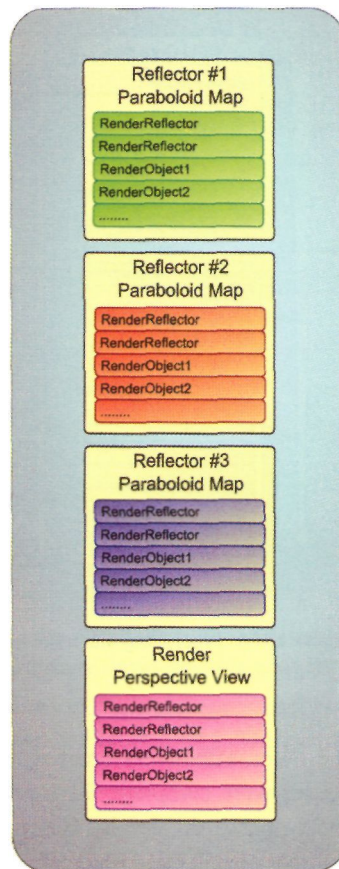 Reflector #1
Paraboloid Map
RenderReflector
RenderReflector
RenderObject1
RenderObject2
........
Reflector #2
Paraboloid Map
RenderReflector
RenderReflector
RenderObject1
RenderObject2
........
Reflector #3
Paraboloid Map
RenderReflector
RenderReflector
RenderObject1
RenderObject2
........
Render
Perspective View
RenderReflector
RenderReflector
RenderObject1
RenderObject2
........